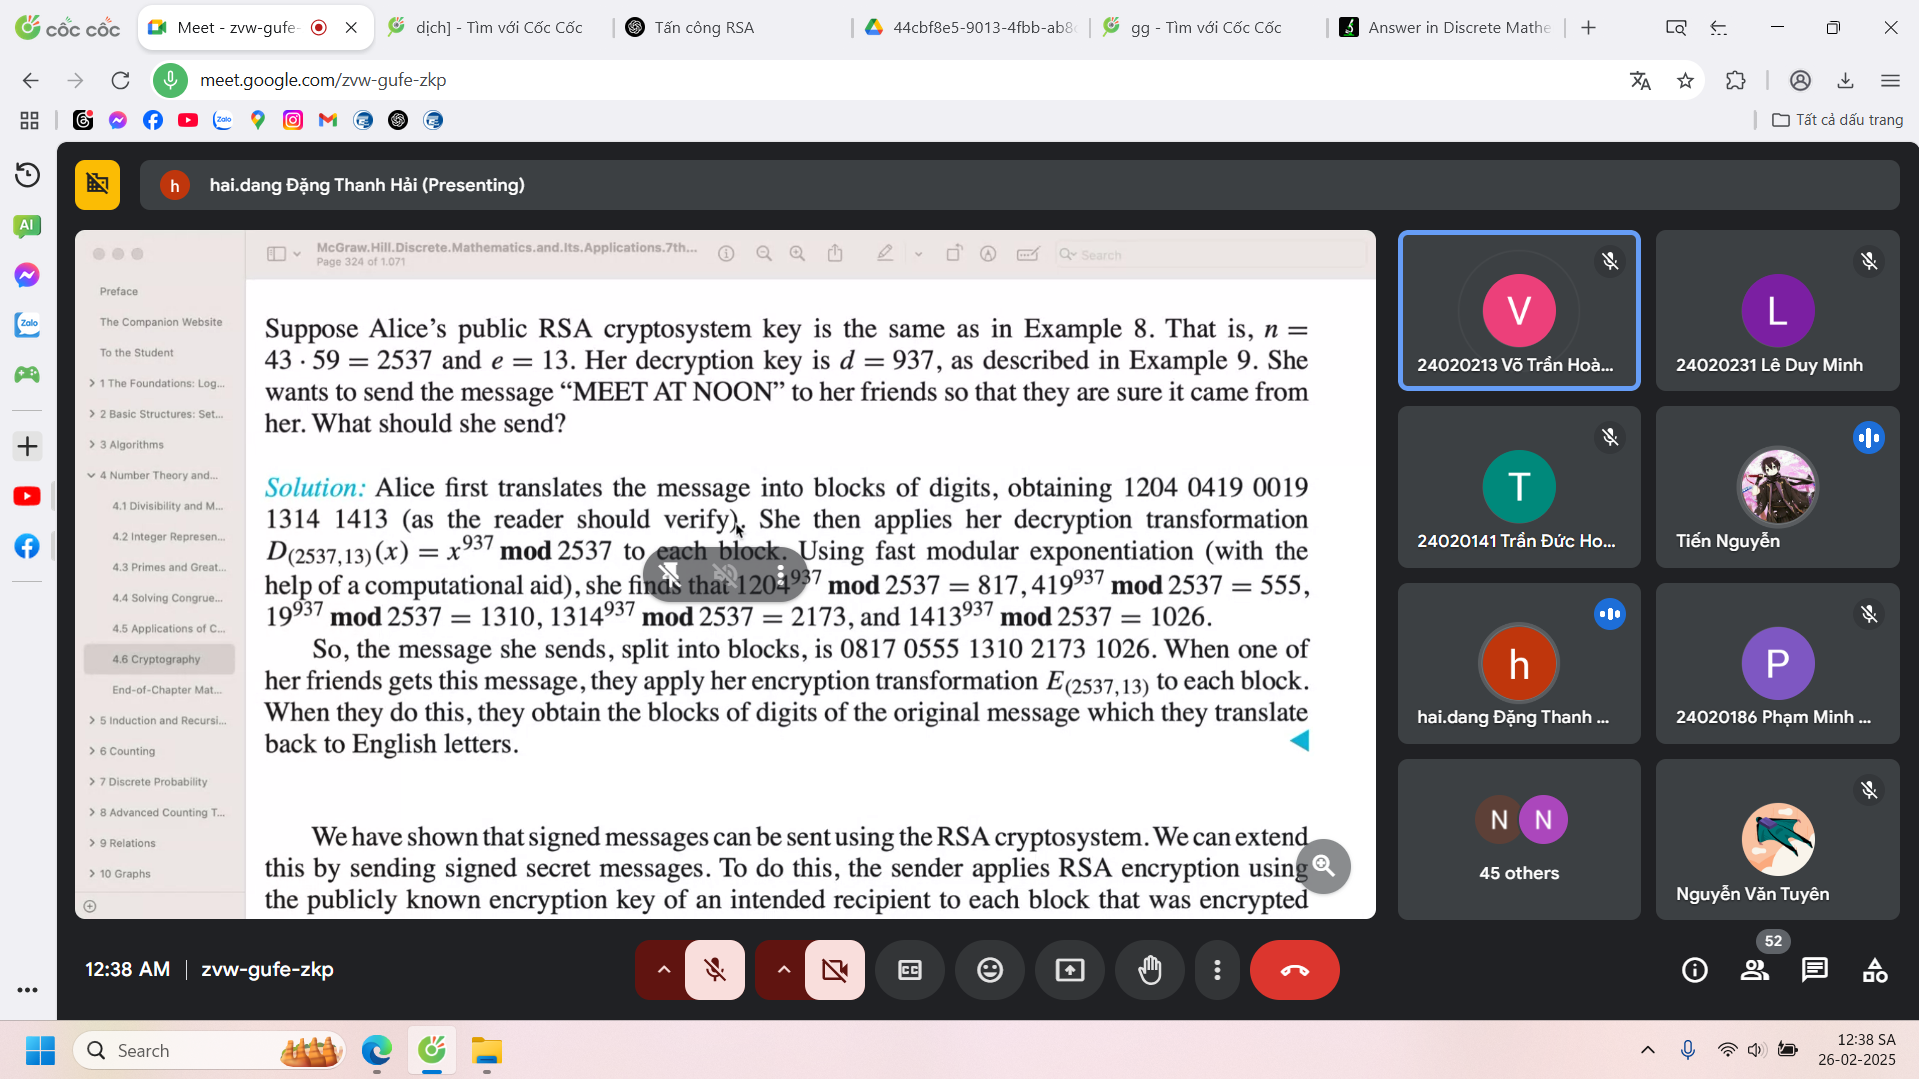 cốc cốc
Meet - zvw-gufe-
dịch] - Tìm với Cốc Cốc
Tấn công RSA
44cbf8e5-9013-4fbb-ab8
gg - Tìm với Cốc Cốc
Answer in Discrete Mathe
meet.google.com/zvw-gufe-zkp
Zalo
Tất cả dấu trang
AI
Zalo
h hai.dang Đặng Thanh Hải (Presenting)
McGraw.Hill.Discrete.Mathematics.and.Its.Applications.7th...
Page 324 of 1.071
Search
Preface
The Companion Website
To the Student
1 The Foundations: Log...
2 Basic Structures: Set...
3 Algorithms
4 Number Theory and...
4.1 Divisibility and M...
4.2 Integer Represen...
4.3 Primes and Great...
4.4 Solving Congrue...
4.5 Applications of C...
4.6 Cryptography
End-of-Chapter Mat...
5 Induction and Recursi...
6 Counting
7 Discrete Probability
8 Advanced Counting T...
9 Relations
10 Graphs
Suppose Alice's public RSA cryptosystem key is the same as in Example 8. That is, n =
43 · 59 = 2537 and e = 13. Her decryption key is d = 937, as described in Example 9. She
wants to send the message “MEET AT NOON” to her friends so that they are sure it came from
her. What should she send?
Solution: Alice first translates the message into blocks of digits, obtaining 1204 0419 0019
1314 1413 (as the reader should verify). She then applies her decryption transformation
D(2537,13)(x) = x^937 mod 2537 to each block. Using fast modular exponentiation (with the
help of a computational aid), she finds that 1204^937 mod 2537 = 817, 419^937 mod 2537 = 555,
19^937 mod 2537 = 1310, 1314^937 mod 2537 = 2173, and 1413^937 mod 2537 = 1026.
So, the message she sends, split into blocks, is 0817 0555 1310 2173 1026. When one of
her friends gets this message, they apply her encryption transformation E(2537,13) to each block.
When they do this, they obtain the blocks of digits of the original message which they translate
back to English letters.
We have shown that signed messages can be sent using the RSA cryptosystem. We can extend
this by sending signed secret messages. To do this, the sender applies RSA encryption using
the publicly known encryption key of an intended recipient to each block that was encrypted
V
24020213 Võ Trần Hoà...
L
24020231 Lê Duy Minh
T
24020141 Trần Đức Ho...
Tiến Nguyễn
h
hai.dang Đặng Thanh ...
P
24020186 Phạm Minh ...
N N
45 others
Nguyễn Văn Tuyên
12:38 AM | zvw-gufe-zkp
CC
52
Search
12:38 SA
26-02-2025